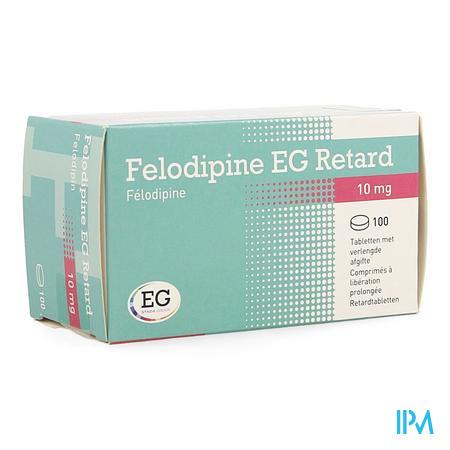 Felodipine EG Retard
Félodipine
10 mg
100
Tabletten met
verlengde
afgifte
Comprimés à
libération
prolongée
Retardtabletten
EG
STADA GROUP
Felodipine EG Retard
Felodipin
10 mg
100
IPM